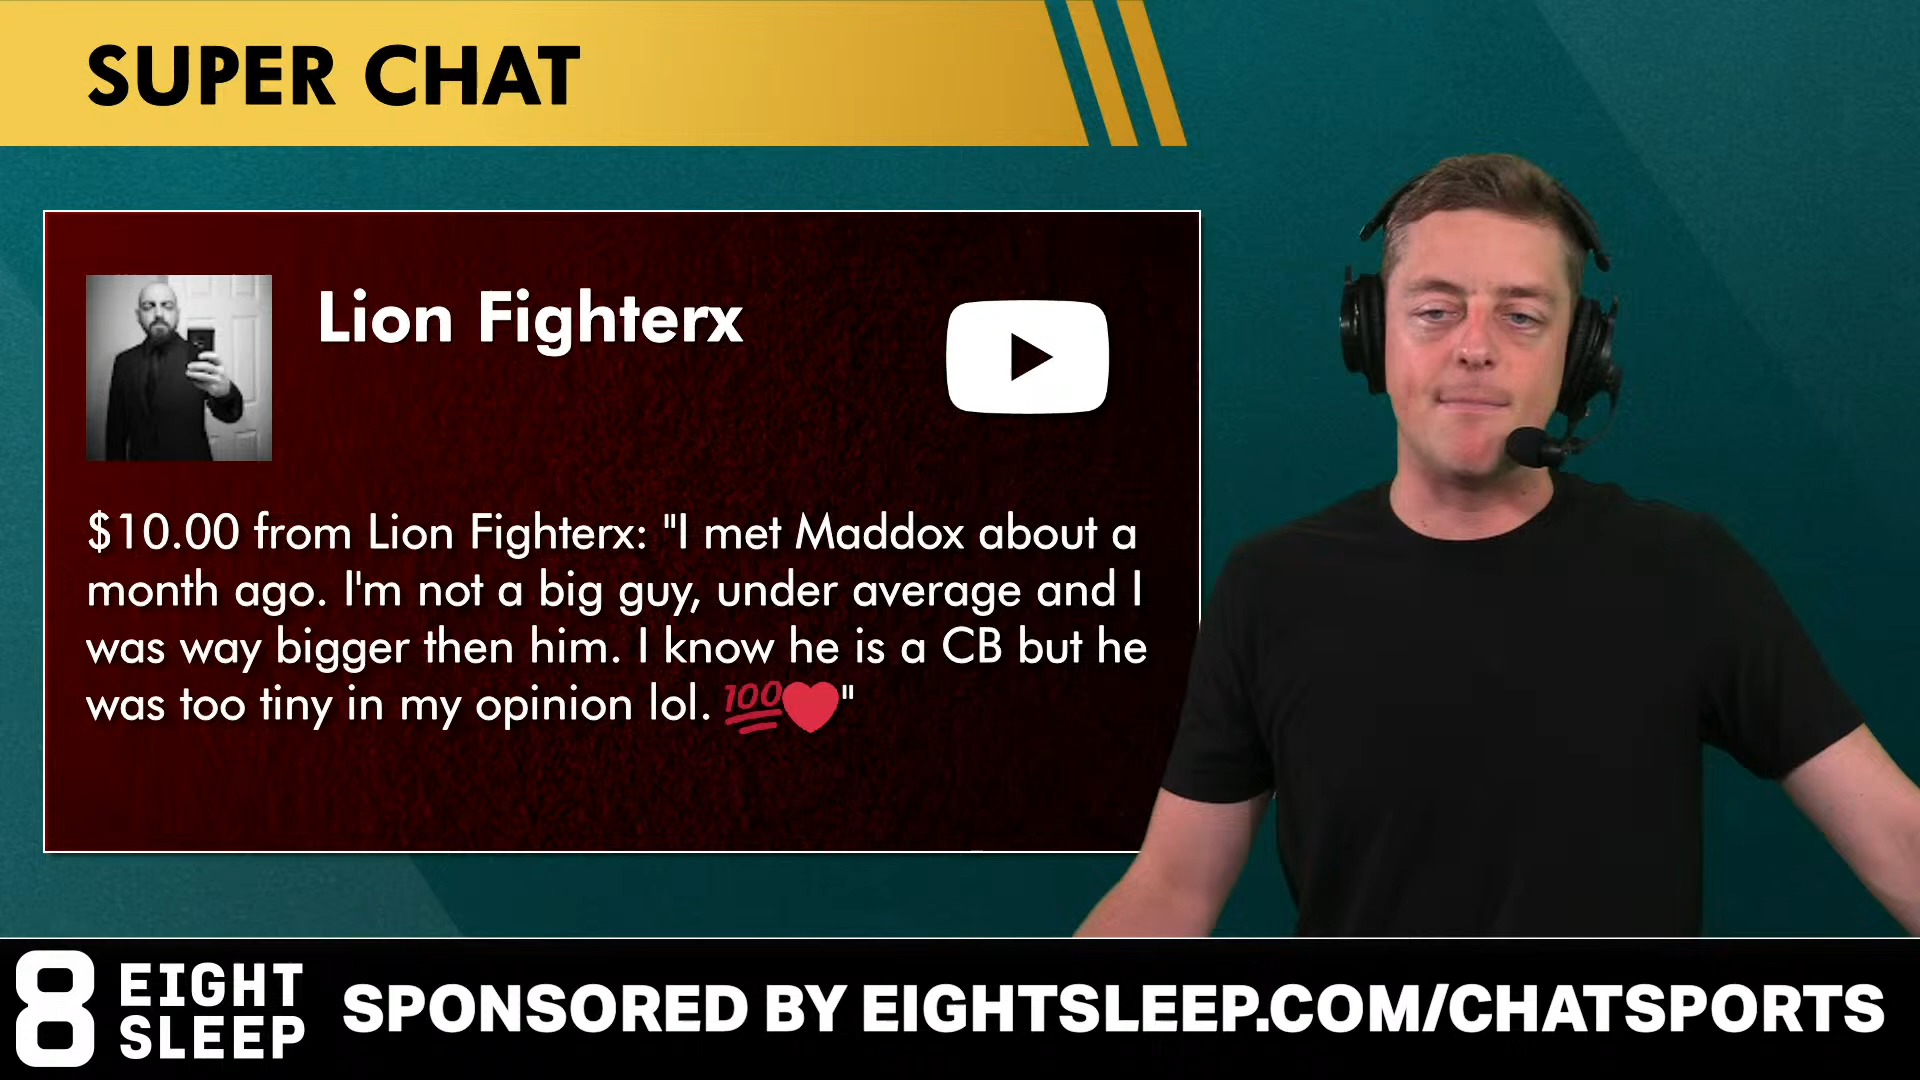 SUPER CHAT
Lion Fighterx
$10.00 from Lion Fighterx: "I met Maddox about a
month ago. I'm not a big guy, under average and I
was way bigger then him. I know he is a CB but he
was too tiny in my opinion lol. 💯❤️"
8 EIGHT
SLEEP
SPONSORED BY EIGHTSLEEP.COM/CHATSPORTS